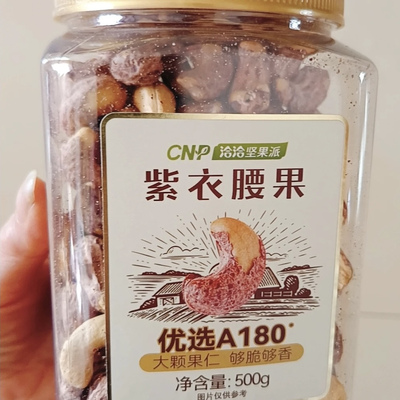 CNP 洽洽坚果派
紫衣腰果
优选A180*
大颗果仁 够脆够香
净含量: 500g
图片仅供参考